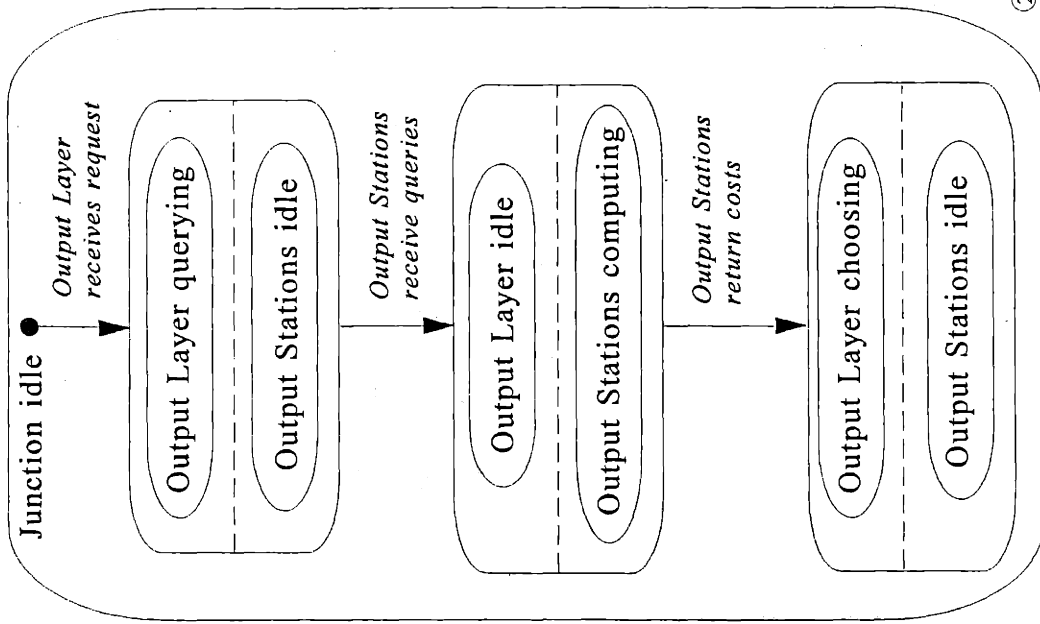 Junction idle
Output Layer
receives request
Output Layer querying
Output Stations idle
Output Stations
receive queries
Output Layer idle
Output Stations computing
Output Stations
return costs
Output Layer choosing
Output Stations idle